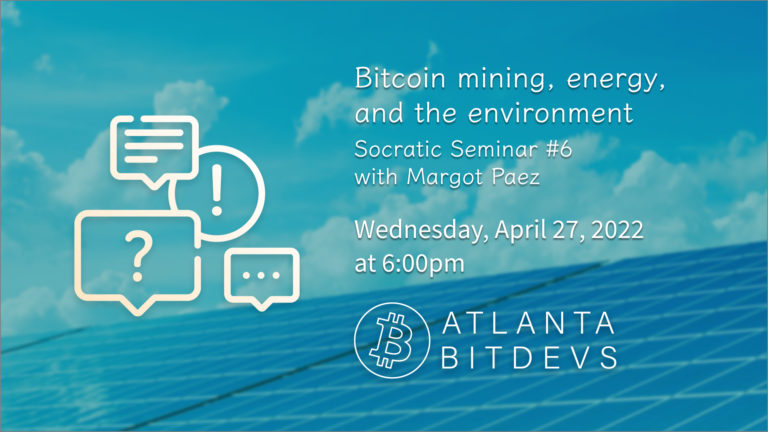 Bitcoin mining, energy,
and the environment
Socratic Seminar #6
with Margot Paez
Wednesday, April 27, 2022
at 6:00pm
ATLANTA
BITDEVS